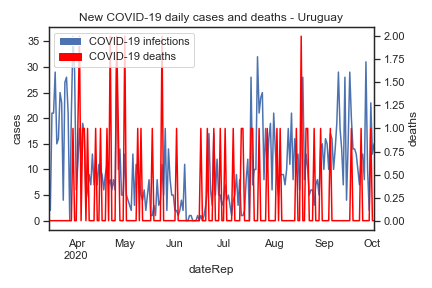 New COVID-19 daily cases and deaths - Uruguay
COVID-19 infections
COVID-19 deaths
cases
35
30
25
20
15
10
5
0
deaths
2.00
1.75
1.50
1.25
1.00
0.75
0.50
0.25
0.00
Apr May Jun Jul Aug Sep Oct
2020
dateRep